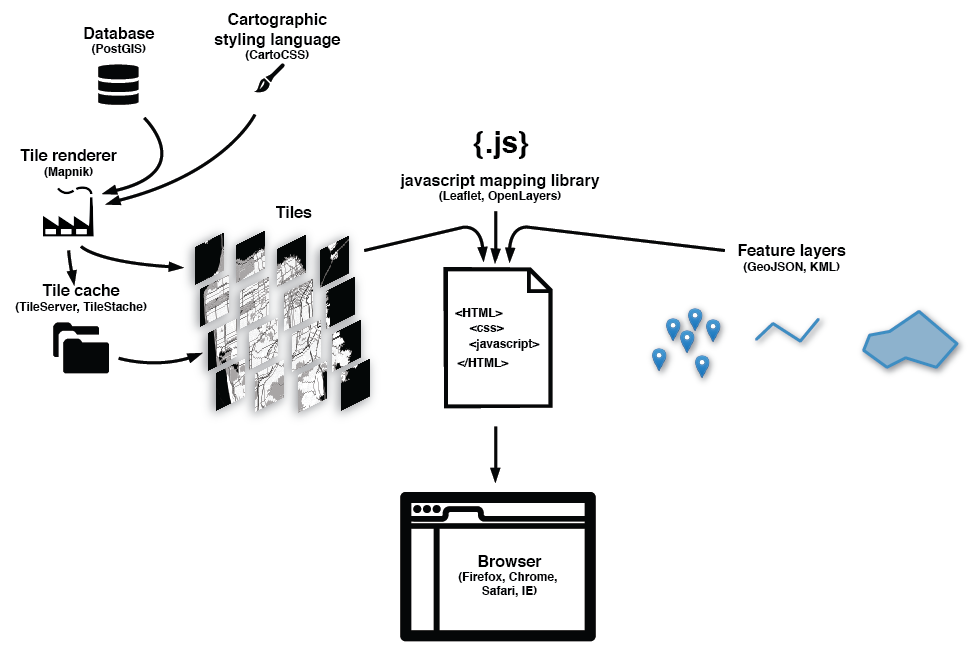 Database
(PostGIS)
Cartographic
styling language
(CartoCSS)
Tile renderer
(Mapnik)
{.js}
javascript mapping library
(Leaflet, OpenLayers)
Tiles
Feature layers
(GeoJSON, KML)
Tile cache
(TileServer, TileStache)
<HTML>
<css>
<javascript>
</HTML>
Browser
(Firefox, Chrome,
Safari, IE)